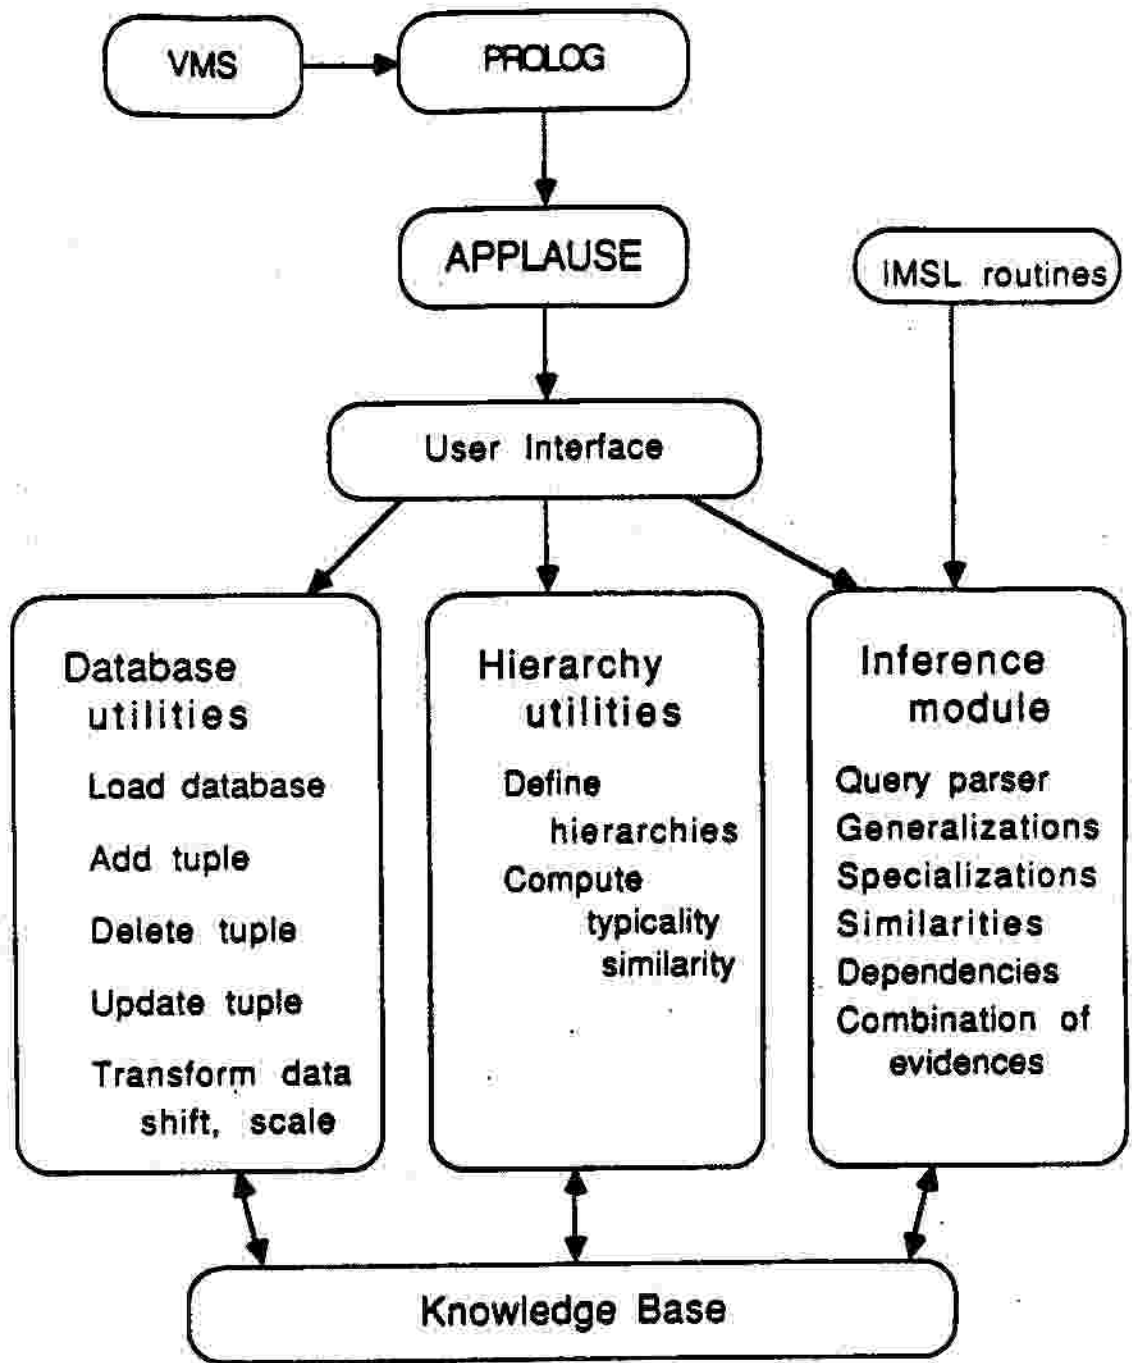 VMS
PROLOG
APPLAUSE
IMSL routines
User Interface
Database
utilities
Load database
Add tuple
Delete tuple
Update tuple
Transform data
shift, scale
Hierarchy
utilities
Define
hierarchies
Compute
typicality
similarity
Inference
module
Query parser
Generalizations
Specializations
Similarities
Dependencies
Combination of
evidences
Knowledge Base